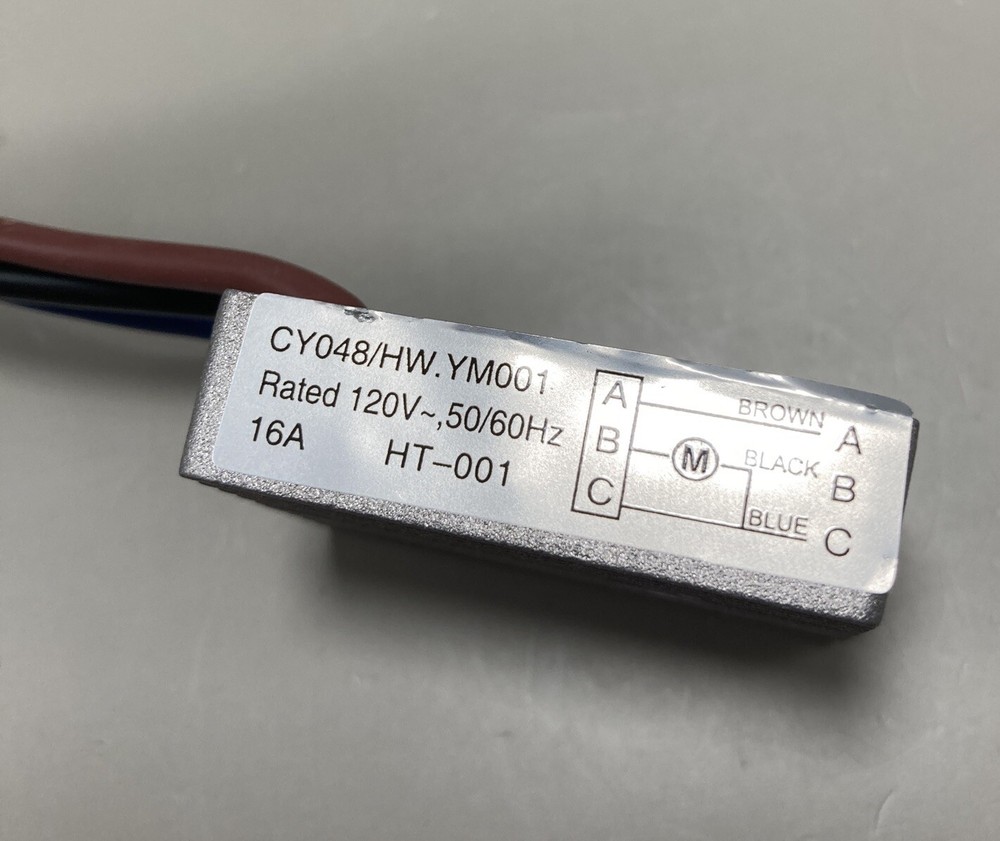 CY048/HW.YM001
Rated 120V~,50/60Hz
16A HT-001
A BROWN A
B M BLACK B
C BLUE C